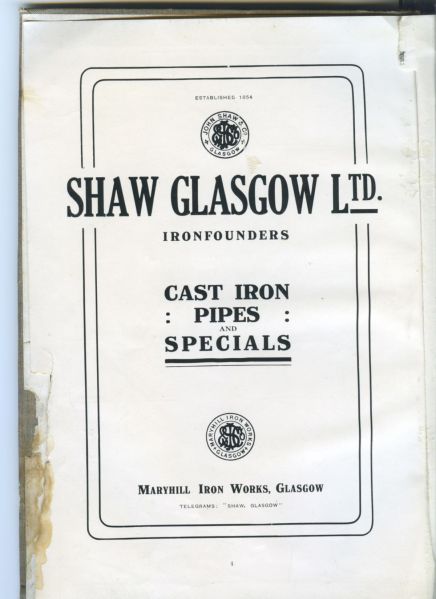 ESTABLISHED 1854
JOHN SHAW & Co
GLASGOW
SHAW GLASGOW LTD.
IRONFOUNDERS
CAST IRON
: PIPES :
AND
SPECIALS
MARYHILL IRON WORKS
GLASGOW
MARYHILL IRON WORKS, GLASGOW
TELEGRAMS: "SHAW, GLASGOW"